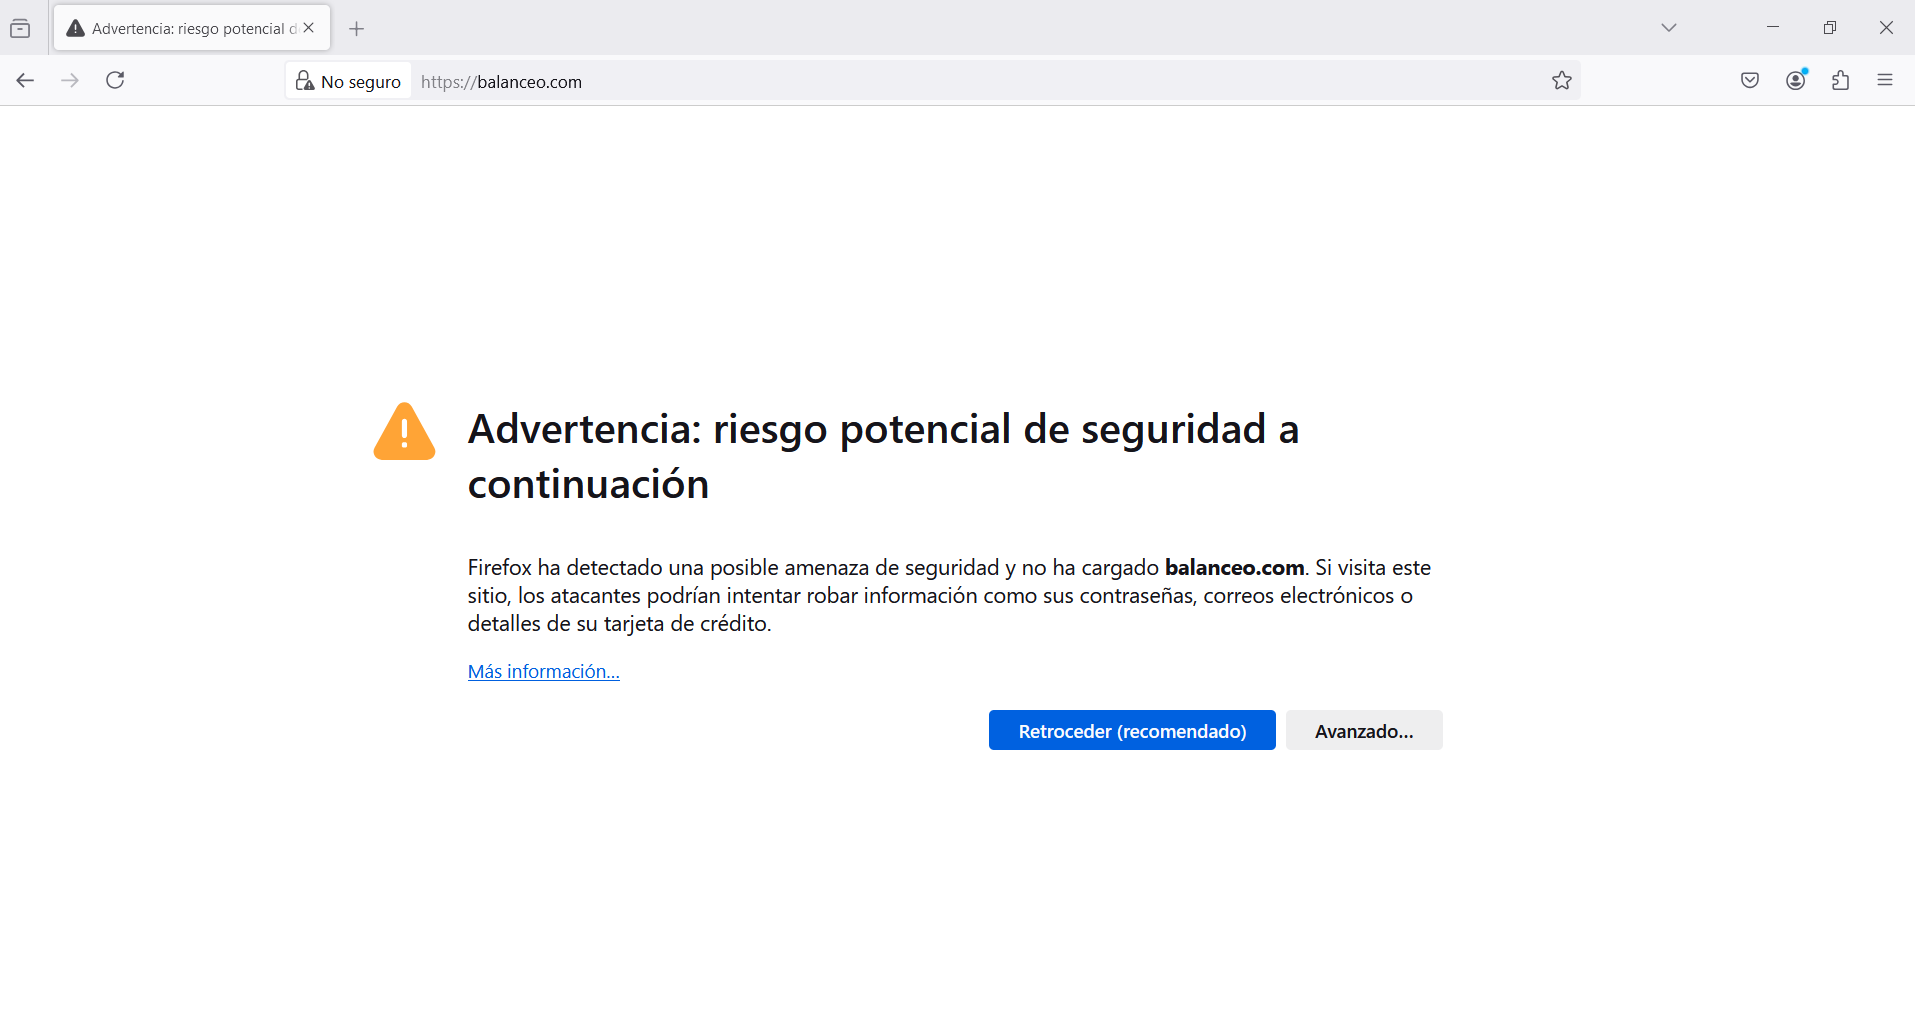 Advertencia: riesgo potencial d
No seguro
https://balanceo.com
Advertencia: riesgo potencial de seguridad a
continuación
Firefox ha detectado una posible amenaza de seguridad y no ha cargado balanceo.com. Si visita este
sitio, los atacantes podrían intentar robar información como sus contraseñas, correos electrónicos o
detalles de su tarjeta de crédito.
Más información...
Retroceder (recomendado)
Avanzado...